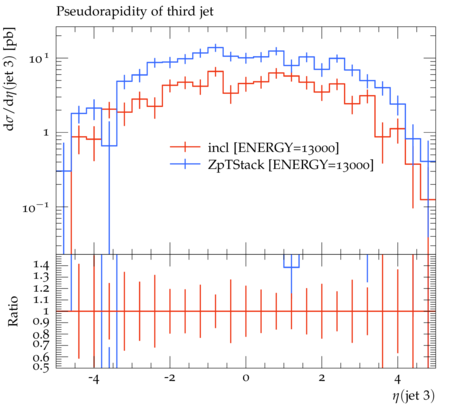 Pseudorapidity of third jet
dσ/dη(jet 3) [pb]
10¹
1
10⁻¹
incl [ENERGY=13000]
ZpTStack [ENERGY=13000]
Ratio
1.4
1.3
1.2
1.1
1
0.9
0.8
0.7
0.6
0.5
-4 -2 0 2 4
η(jet 3)